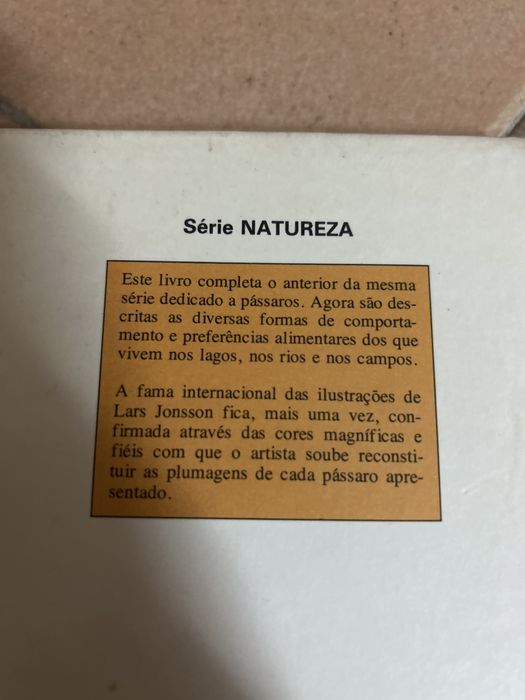 Série NATUREZA
Este livro completa o anterior da mesma
série dedicado a pássaros. Agora são des-
critas as diversas formas de comporta-
mento e preferências alimentares dos que
vivem nos lagos, nos rios e nos campos.
A fama internacional das ilustrações de
Lars Jonsson fica, mais uma vez, con-
firmada através das cores magníficas e
fiéis com que o artista soube reconsti-
tuir as plumagens de cada pássaro apre-
sentado.